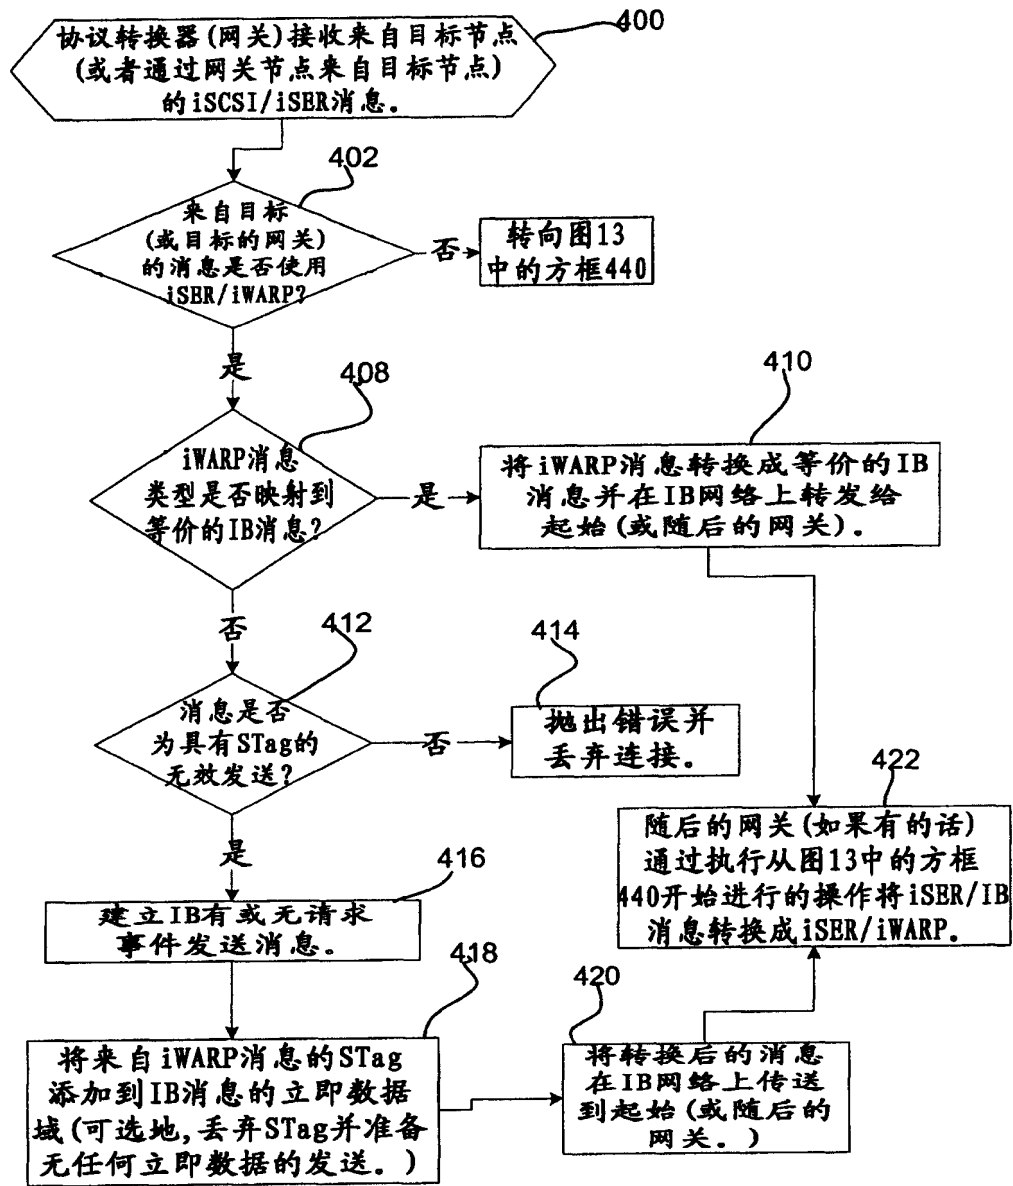 400
协议转换器(网关)接收来自目标节点
(或者通过网关节点来自目标节点)
的iSCSI/iSER消息.
402
来自目标
(或目标的网关)
的消息是否使用
iSER/iWARP?
否
转向图13
中的方框440
是
408
iWARP消息
类型是否映射到
等价的IB消息?
是
410
将iWARP消息转换成等价的IB
消息并在IB网络上转发给
起始(或随后的网关).
否
412
消息是否
为具有STag的
无效发送?
否
414
抛出错误并
丢弃连接.
422
随后的网关(如果有的话)
通过执行从图13中的方框
440开始进行的操作将iSER/IB
消息转换成iSER/iWARP.
是
416
建立IB有或无请求
事件发送消息.
418
将来自iWARP消息的STag
添加到IB消息的立即数据
域(可选地,丢弃STag并准备
无任何立即数据的发送.)
420
将转换后的消息
在IB网络上传送
到起始(或随后的
网关.)